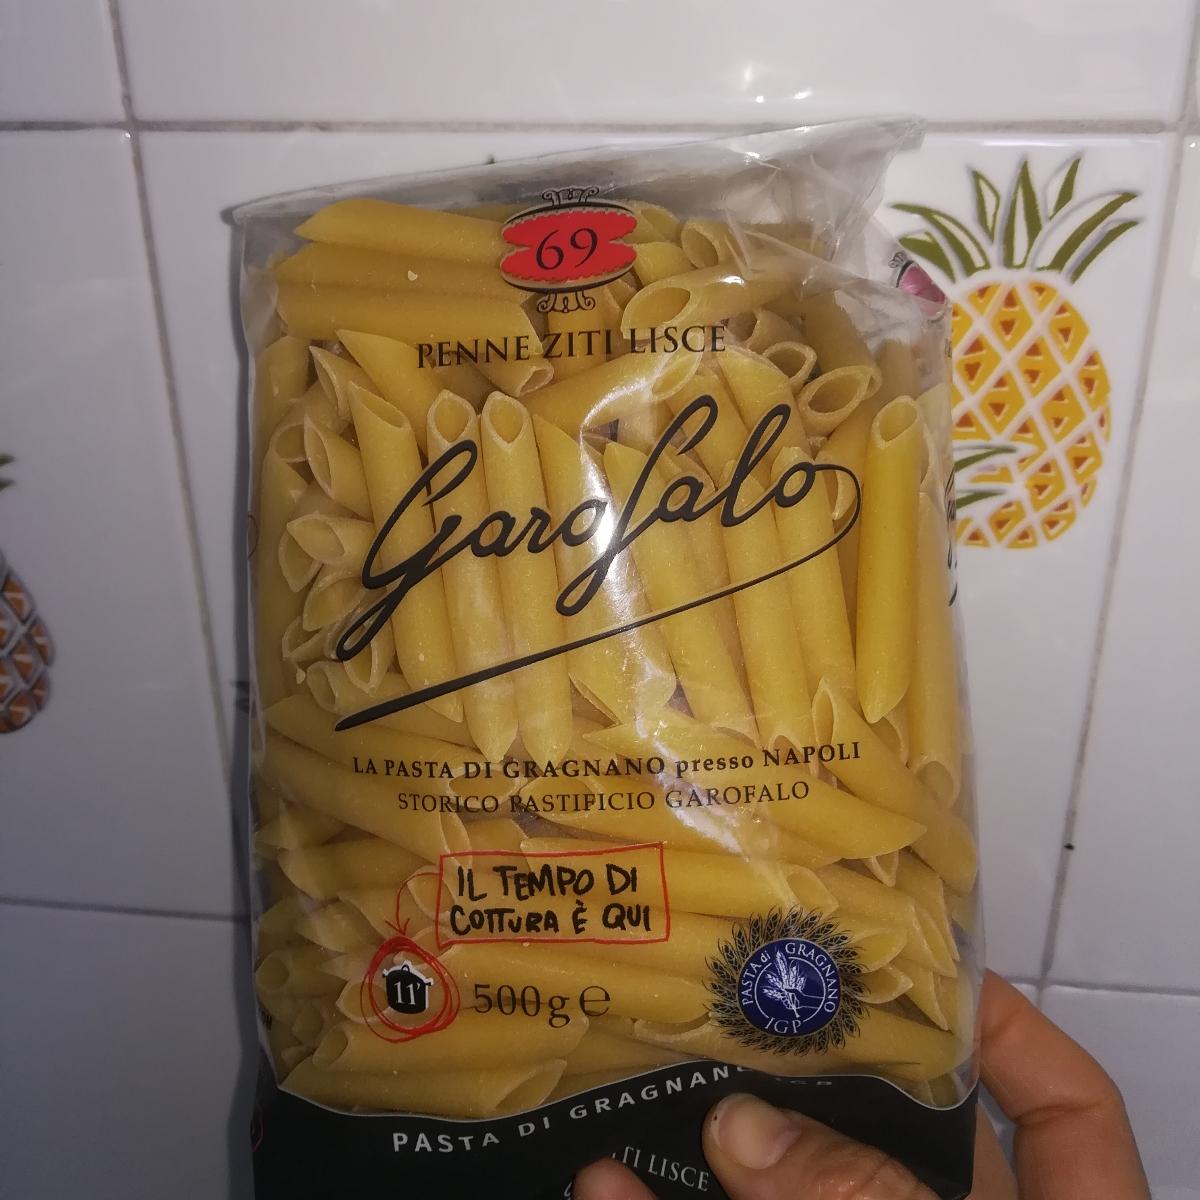 69
PENNE ZITI LISCE
Garofalo
LA PASTA DI GRAGNANO presso NAPOLI
STORICO PASTIFICIO GAROFALO
IL TEMPO DI
COTTURA È QUI
11'
500g e
PASTA di GRAGNANO
IGP
PASTA DI GRAGNANO IGP
LISCE